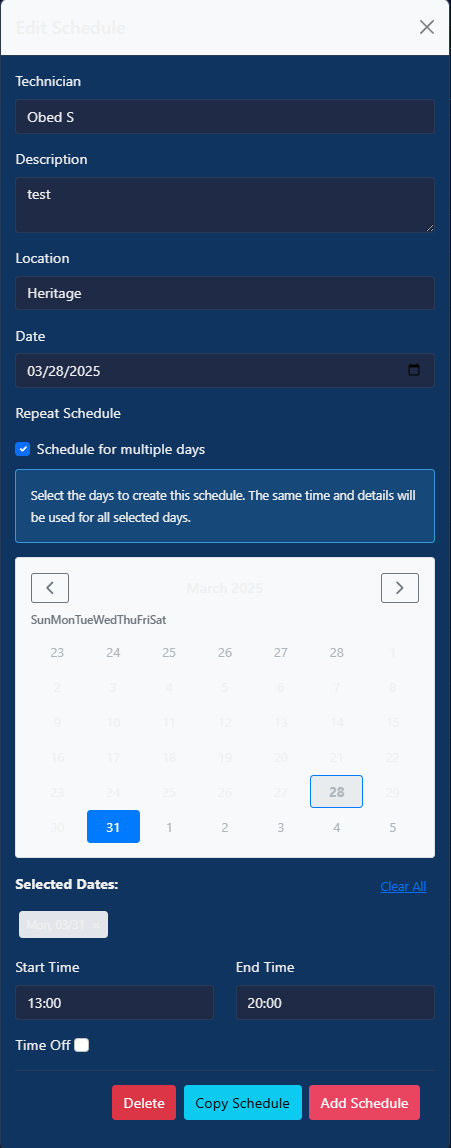 Edit Schedule
Technician
Obed S
Description
test
Location
Heritage
Date
03/28/2025
Repeat Schedule
Schedule for multiple days
Select the days to create this schedule. The same time and details will
be used for all selected days.
March 2025
SunMonTueWedThuFriSat
23 24 25 26 27 28 1
2 3 4 5 6 7 8
9 10 11 12 13 14 15
16 17 18 19 20 21 22
23 24 25 26 27 28 29
30 31 1 2 3 4 5
Selected Dates: Clear All
Mon, 03/31 ×
Start Time End Time
13:00 20:00
Time Off
Delete Copy Schedule Add Schedule